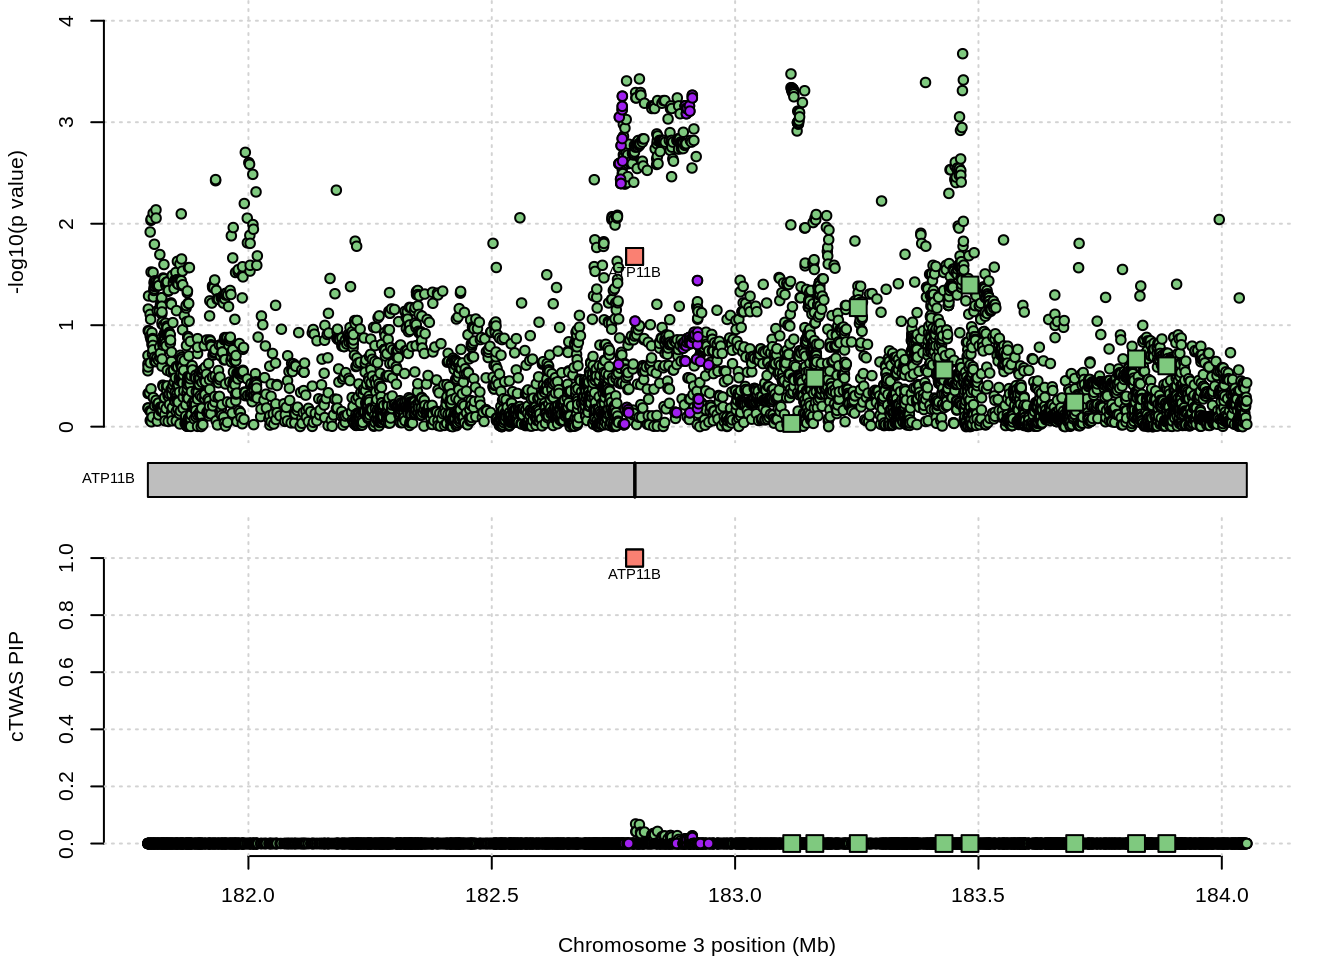 -log10(p value)
4
3
2
1
0
ATP11B
ATP11B
cTWAS PIP
1.0
0.8
0.6
0.4
0.2
0.0
ATP11B
182.0 182.5 183.0 183.5 184.0
Chromosome 3 position (Mb)